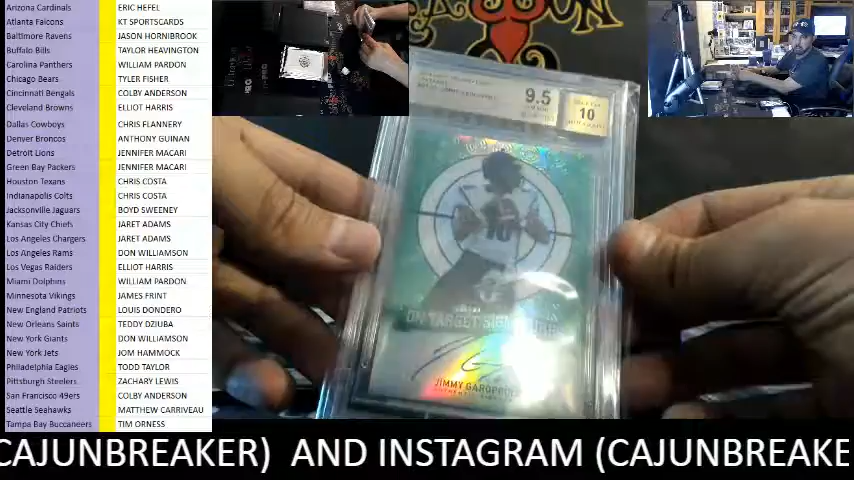 Arizona Cardinals ERIC HEFEL
Atlanta Falcons KT SPORTSCARDS
Baltimore Ravens JASON HORNIBROOK
Buffalo Bills TAYLOR HEAVINGTON
Carolina Panthers WILLIAM PARDON
Chicago Bears TYLER FISHER
Cincinnati Bengals COLBY ANDERSON
Cleveland Browns ELLIOT HARRIS
Dallas Cowboys CHRIS FLANNERY
Denver Broncos ANTHONY GUINAN
Detroit Lions JENNIFER MACARI
Green Bay Packers JENNIFER MACARI
Houston Texans CHRIS COSTA
Indianapolis Colts CHRIS COSTA
Jacksonville Jaguars BOYD SWEENEY
Kansas City Chiefs JARET ADAMS
Los Angeles Chargers JARET ADAMS
Los Angeles Rams DON WILLIAMSON
Los Vegas Raiders ELLIOT HARRIS
Miami Dolphins WILLIAM PARDON
Minnesota Vikings JAMES FRINT
New England Patriots LOUIS DONDERO
New Orleans Saints TEDDY DZIUBA
New York Giants DON WILLIAMSON
New York Jets JOM HAMMOCK
Philadelphia Eagles TODD TAYLOR
Pittsburgh Steelers ZACHARY LEWIS
San Francisco 49ers COLBY ANDERSON
Seattle Seahawks MATTHEW CARRIVEAU
Tampa Bay Buccaneers TIM ORNESS
9.5
10
ON TARGET SIGNATURES
JIMMY GAROPPOLO
CAJUNBREAKER) AND INSTAGRAM (CAJUNBREAKE